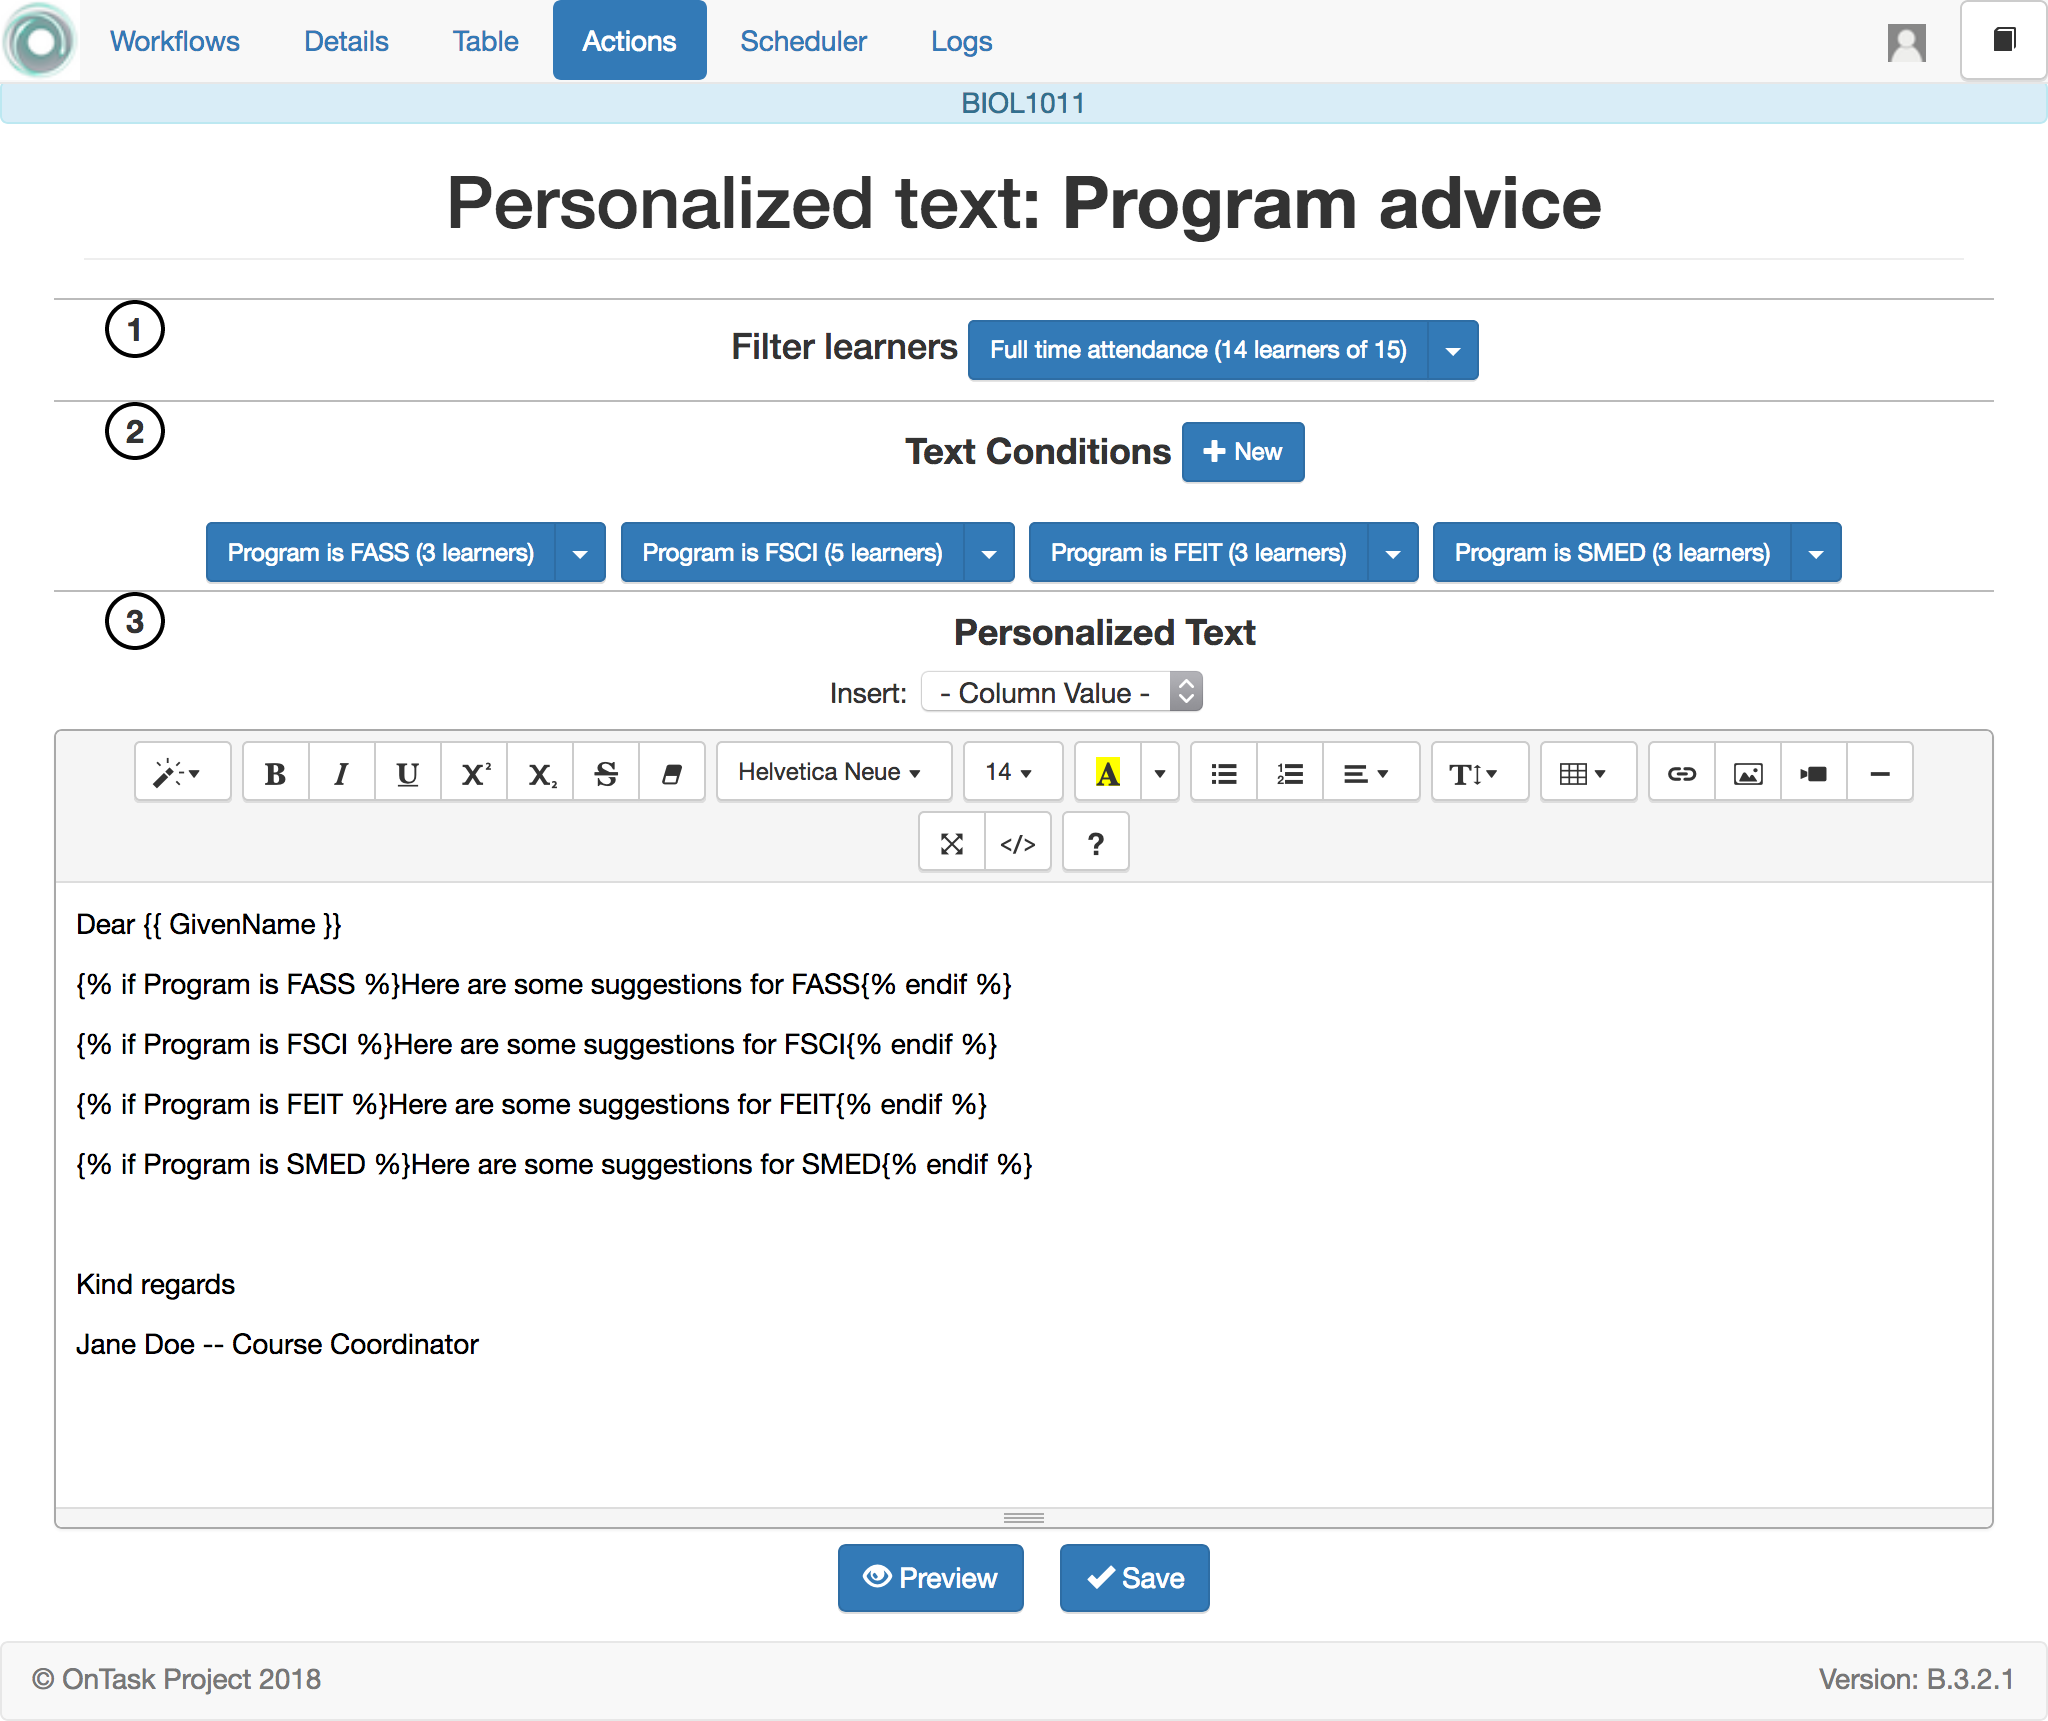 Workflows Details Table Actions Scheduler Logs
BIOL1011
Personalized text: Program advice
1
Filter learners Full time attendance (14 learners of 15)
2
Text Conditions New
Program is FASS (3 learners) Program is FSCI (5 learners) Program is FEIT (3 learners) Program is SMED (3 learners)
3
Personalized Text
Insert: - Column Value -
B I U X² X₂ S Helvetica Neue 14 A T
</> ?
Dear {{ GivenName }}
{% if Program is FASS %}Here are some suggestions for FASS{% endif %}
{% if Program is FSCI %}Here are some suggestions for FSCI{% endif %}
{% if Program is FEIT %}Here are some suggestions for FEIT{% endif %}
{% if Program is SMED %}Here are some suggestions for SMED{% endif %}
Kind regards
Jane Doe -- Course Coordinator
Preview Save
© OnTask Project 2018 Version: B.3.2.1